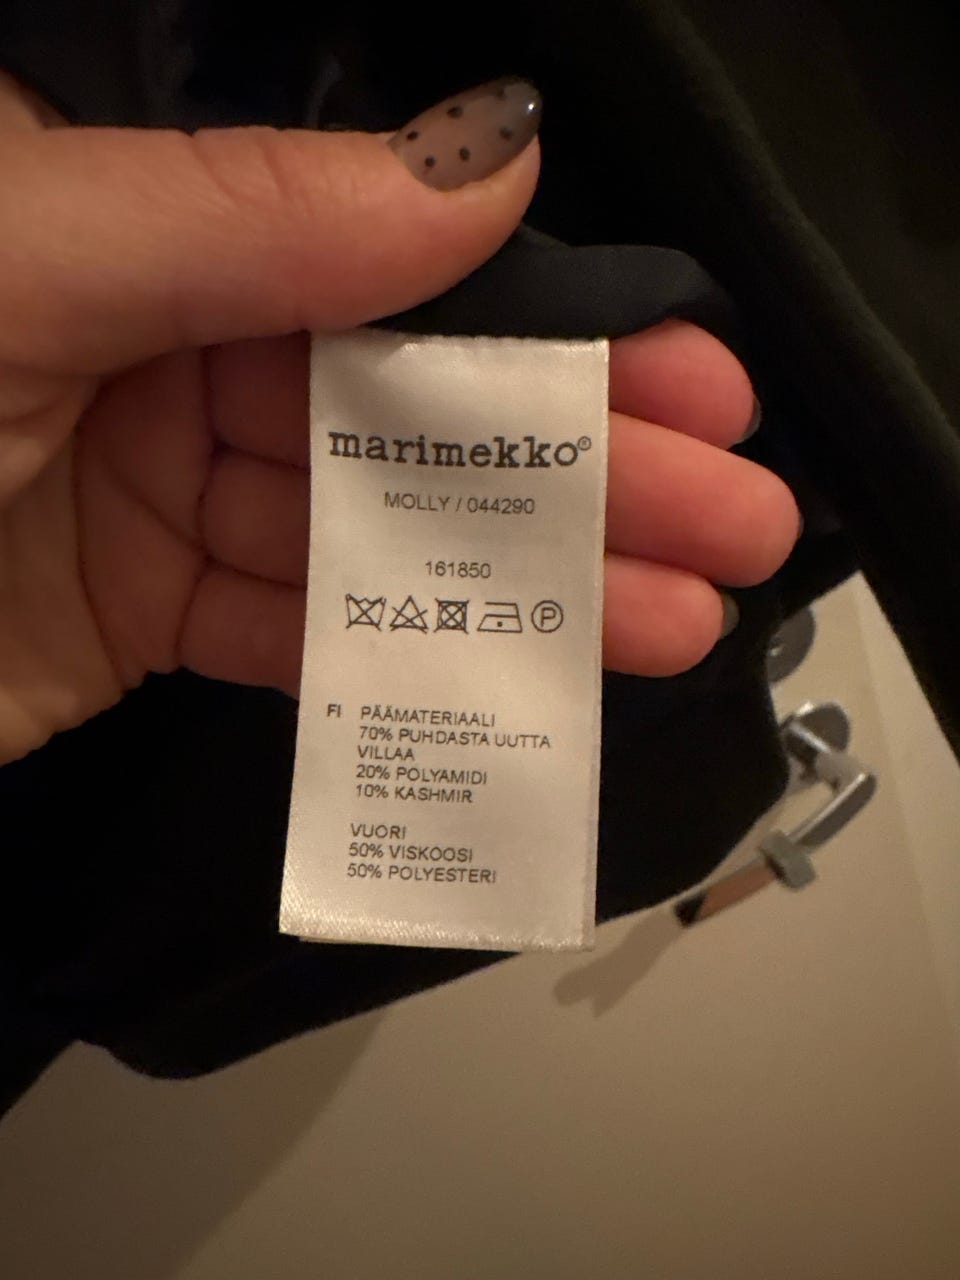 marimekko®
MOLLY / 044290
161850
P
FI PÄÄMATERIAALI
70% PUHDASTA UUTTA
VILLAA
20% POLYAMIDI
10% KASHMIR
VUORI
50% VISKOOSI
50% POLYESTERI